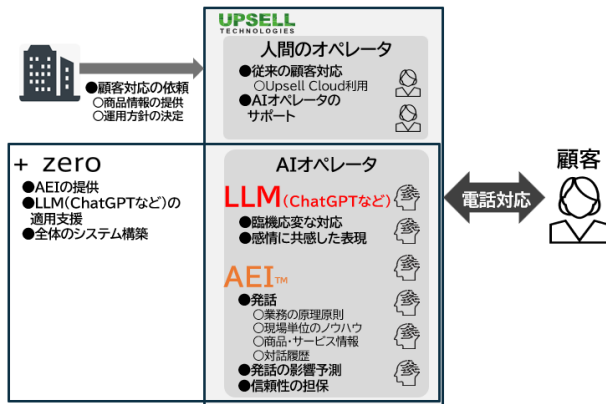 UPSELL
TECHNOLOGIES
人間のオペレータ
●従来の顧客対応
○Upsell Cloud利用
●AIオペレータの
サポート
●顧客対応の依頼
○商品情報の提供
○運用方針の決定
+ zero
●AEIの提供
●LLM(ChatGPTなど)の
適用支援
●全体のシステム構築
AIオペレータ
LLM(ChatGPTなど)
●臨機応変な対応
●感情に共感した表現
AEI™
●発話
○業務の原理原則
○現場単位のノウハウ
○商品・サービス情報
○対話履歴
●発話の影響予測
●信頼性の担保
電話対応
顧客